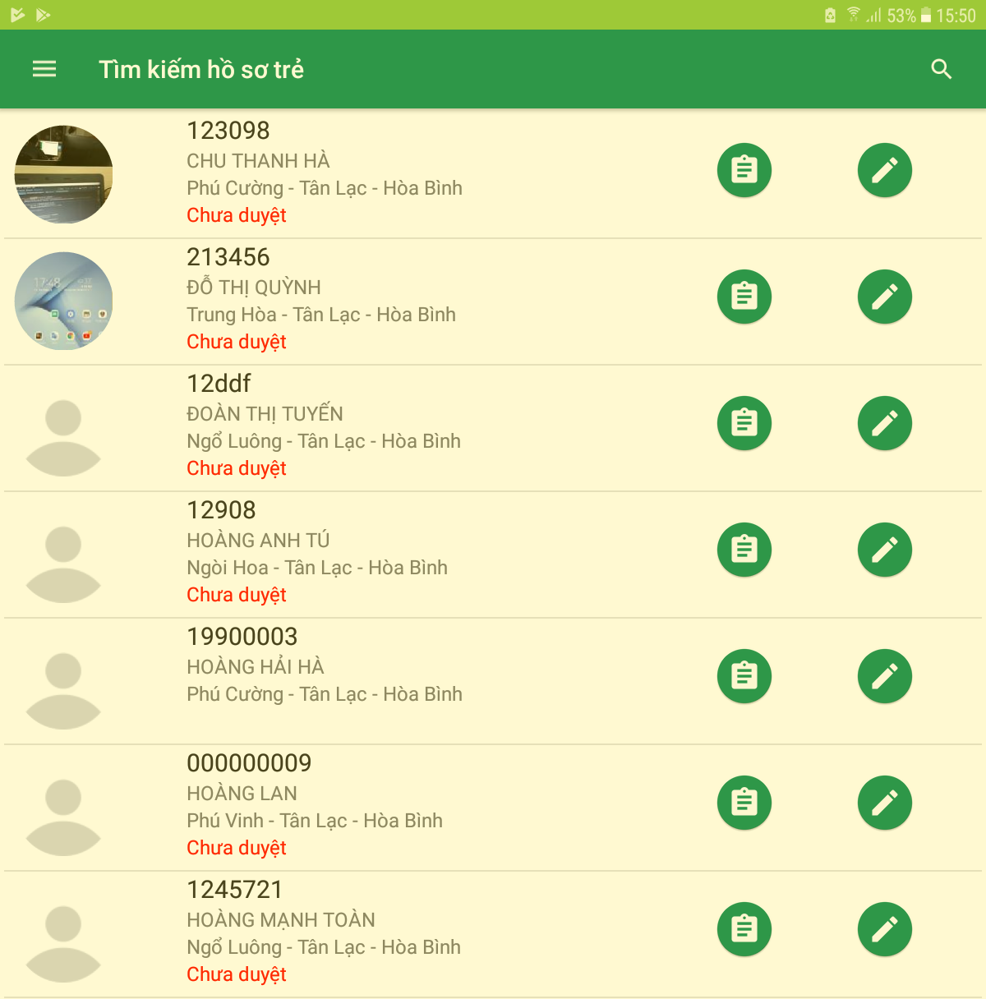 53% 15:50
Tìm kiếm hồ sơ trẻ
123098
CHU THANH HÀ
Phú Cường - Tân Lạc - Hòa Bình
Chưa duyệt
17:48
213456
ĐỖ THỊ QUỲNH
Trung Hòa - Tân Lạc - Hòa Bình
Chưa duyệt
12ddf
ĐOÀN THỊ TUYẾN
Ngổ Luông - Tân Lạc - Hòa Bình
Chưa duyệt
12908
HOÀNG ANH TÚ
Ngòi Hoa - Tân Lạc - Hòa Bình
Chưa duyệt
19900003
HOÀNG HẢI HÀ
Phú Cường - Tân Lạc - Hòa Bình
000000009
HOÀNG LAN
Phú Vinh - Tân Lạc - Hòa Bình
Chưa duyệt
1245721
HOÀNG MẠNH TOÀN
Ngổ Luông - Tân Lạc - Hòa Bình
Chưa duyệt